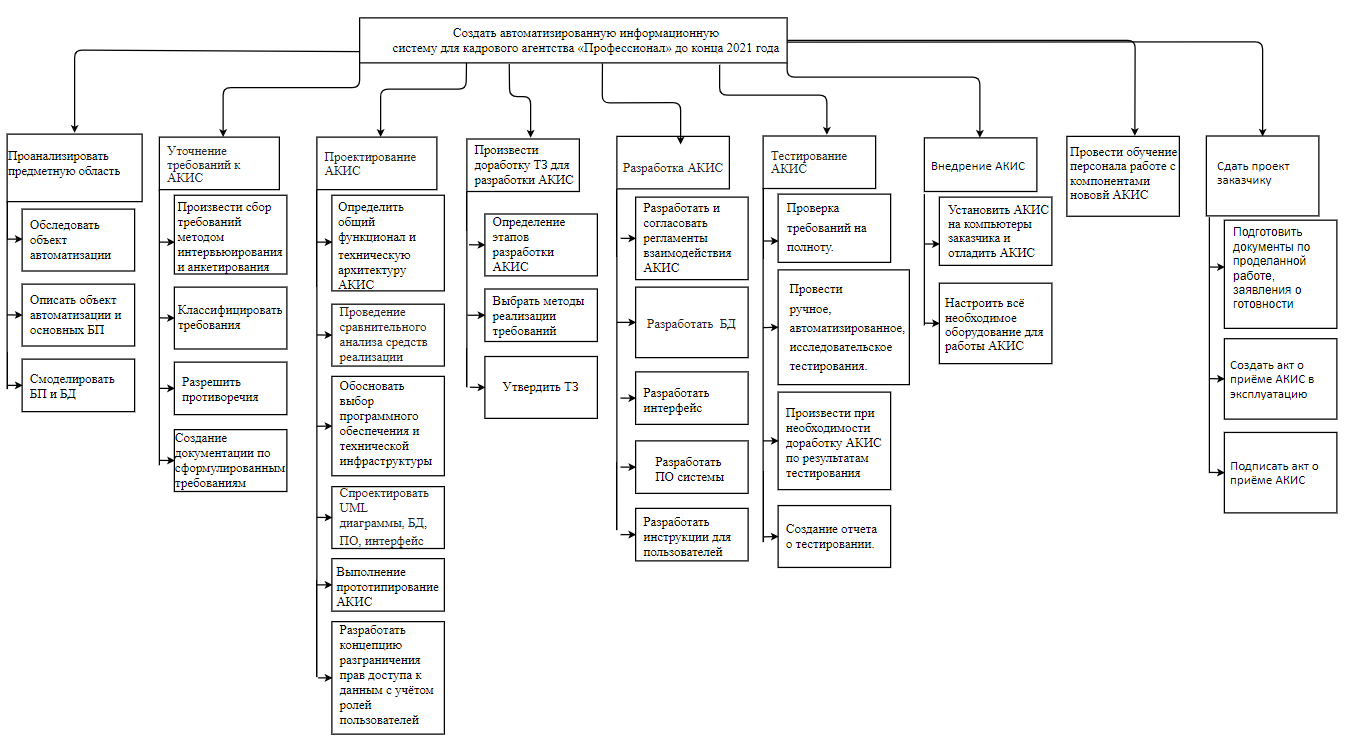 Создать автоматизированную информационную
систему для кадрового агентства «Профессионал» до конца 2021 года
Проанализировать
предметную область
Обследовать
объект
автоматизации
Описать объект
автоматизации и
основных БП
Смоделировать
БП и БД
Уточнение
требований к
АКИС
Произвести сбор
требований
методом
интервьюирования
и анкетирования
Классифицировать
требования
Разрешить
противоречия
Создание
документации по
сформулированным
требованиям
Проектирование
АКИС
Определить
общий
функционал и
техническую
архитектуру
АКИС
Проведение
сравнительного
анализа средств
реализации
Обосновать
выбор
программного
обеспечения и
технической
инфраструктуры
Спроектировать
UML
диаграммы, БД,
ПО, интерфейс
Выполнение
прототипирование
АКИС
Разработать
концепцию
разграничения
прав доступа к
данным с учётом
ролей
пользователей
Произвести
доработку ТЗ для
разработки АКИС
Определение
этапов
разработки
АКИС
Выбрать методы
реализации
требований
Утвердить ТЗ
Разработка АКИС
Разработать и
согласовать
регламенты
взаимодействия
АКИС
Разработать БД
Разработать
интерфейс
Разработать
ПО системы
Разработать
инструкции для
пользователей
Тестирование
АКИС
Проверка
требований на
полноту.
Провести
ручное,
автоматизированное,
исследовательское
тестирования.
Произвести при
необходимости
доработку АКИС
по результатам
тестирования
Создание отчета
о тестировании.
Внедрение АКИС
Установить АКИС
на компьютеры
заказчика и
отладить АКИС
Настроить всё
необходимое
оборудование для
работы АКИС
Провести обучение
персонала работе с
компонентами
нововй АКИС
Сдать проект
заказчику
Подготовить
документы по
проделанной
работе,
заявления о
готовности
Создать акт о
приёме АКИС в
эксплуатацию
Подписать акт о
приёме АКИС